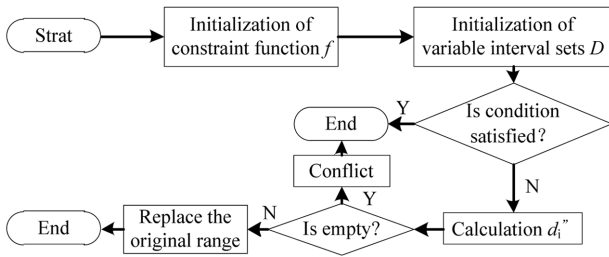 Strat
Initialization of
constraint function f
Initialization of
variable interval sets D
Is condition
satisfied?
Y
End
N
Calculation dᵢ”
Is empty?
Y
Conflict
N
Replace the
original range
End